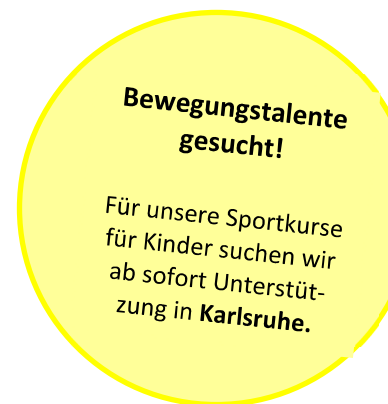 Bewegungstalente
gesucht!
Für unsere Sportkurse
für Kinder suchen wir
ab sofort Unterstüt-
zung in Karlsruhe.